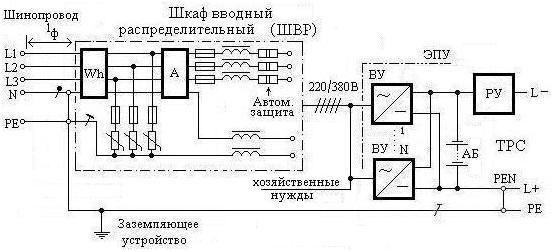 Шинопровод
lф
Шкаф вводный
распределительный (ШВР)
L1
L2
L3
N
PE
Wh
A
Автом.
защита
220/380В
ЭПУ
ВУ
1
ВУ
N
РУ
L−
АБ
ТРС
PEN
L+
PE
хозяйственные
нужды
Заземляющее
устройство